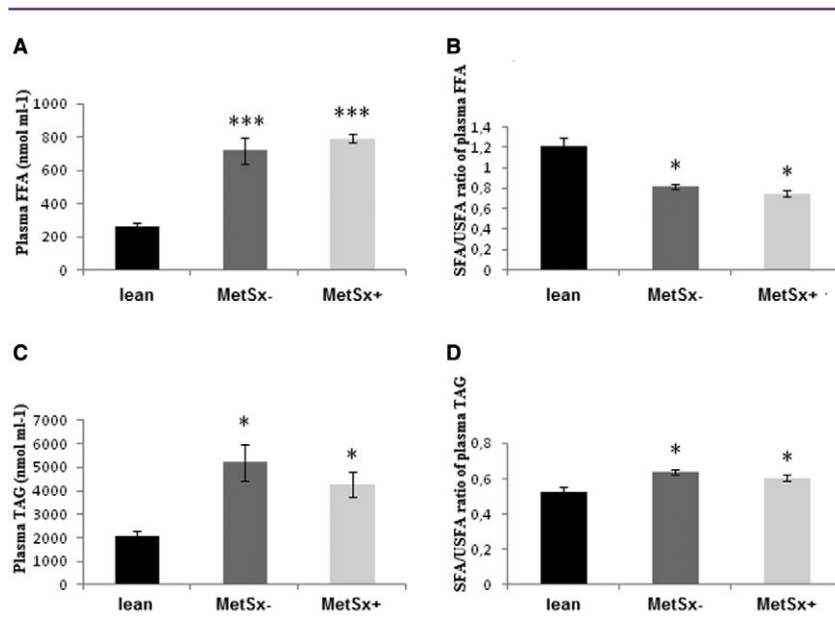 A
Plasma FFA (nmol ml-1)
1000
800
600
400
200
0
***
***
lean
MetSx-
MetSx+
B
SFA/USFA ratio of plasma FFA
1,4
1,2
1
0,8
0,6
0,4
0,2
0
*
*
lean
MetSx-
MetSx+
C
Plasma TAG (nmol ml-1)
7000
6000
5000
4000
3000
2000
1000
0
*
*
lean
MetSx-
MetSx+
D
SFA/USFA ratio of plasma TAG
0,8
0,6
0,4
0,2
0
*
*
lean
MetSx-
MetSx+